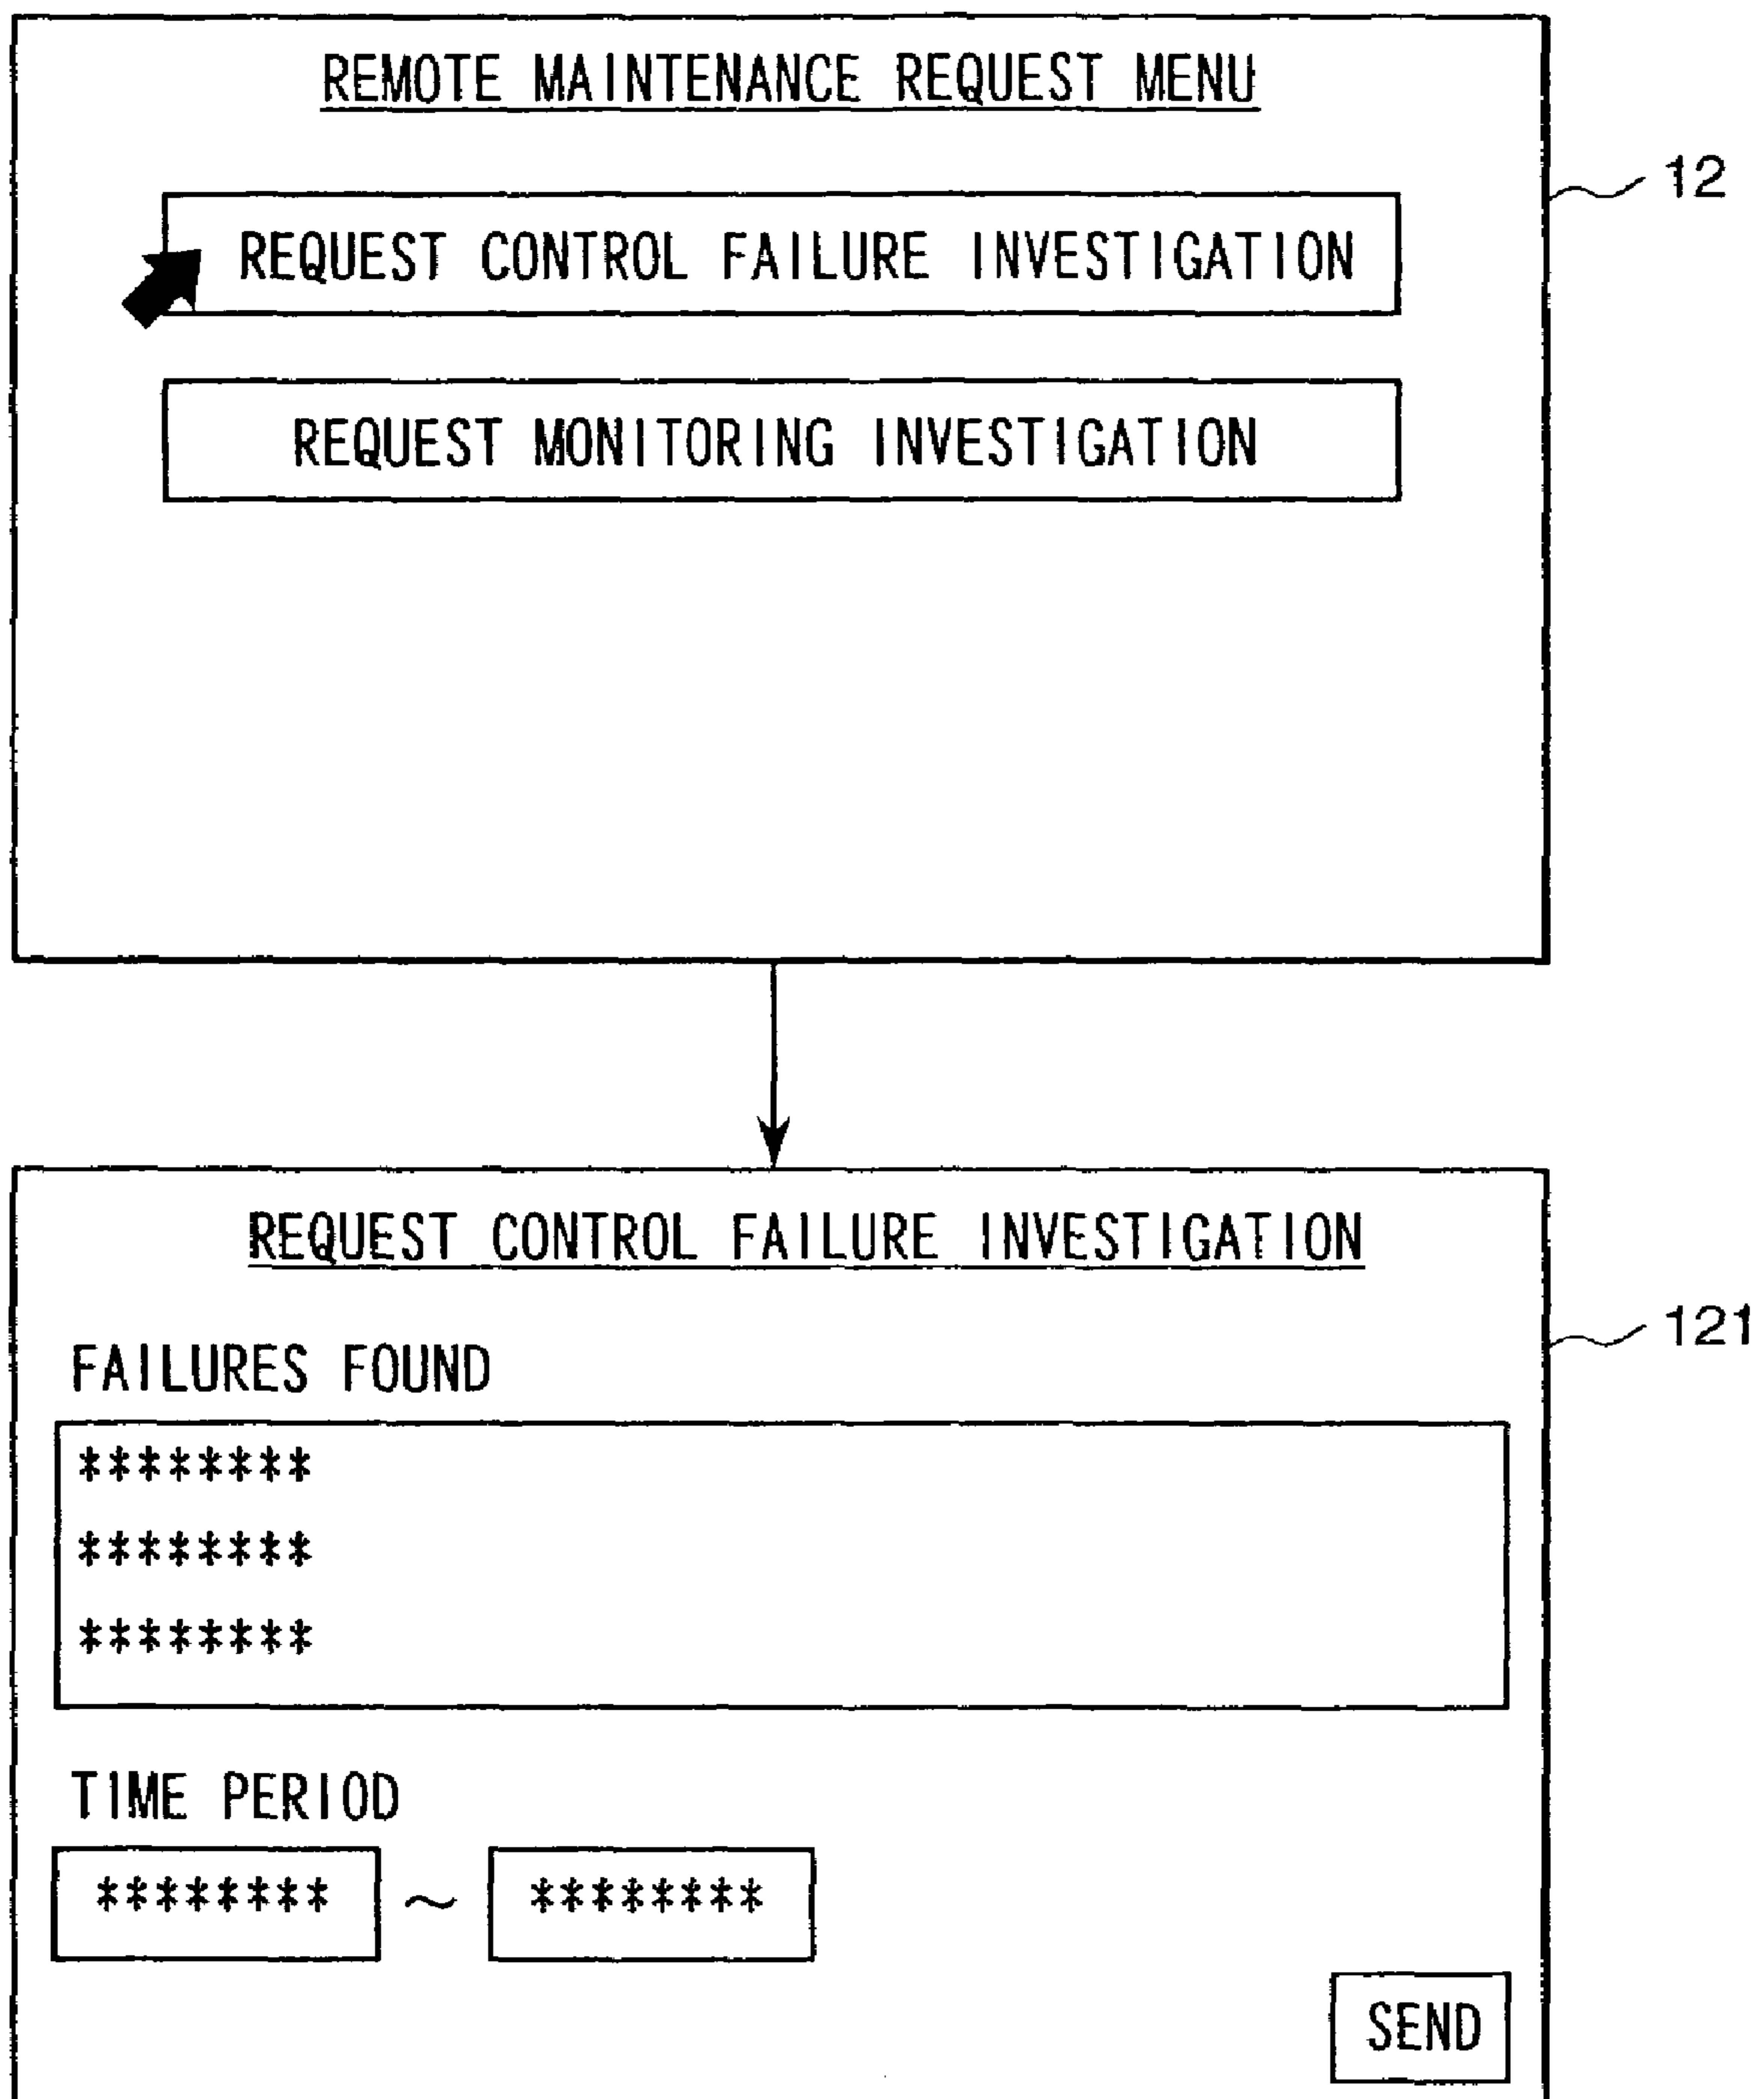 REMOTE MAINTENANCE REQUEST MENU
12
REQUEST CONTROL FAILURE INVESTIGATION
REQUEST MONITORING INVESTIGATION
REQUEST CONTROL FAILURE INVESTIGATION
121
FAILURES FOUND
********
********
********
TIME PERIOD
******** ~ ********
SEND